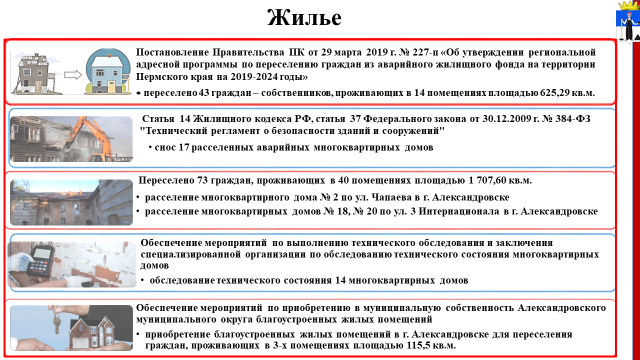 Жилье
Постановление Правительства ПК от 29 марта 2019 г. № 227-п «Об утверждении региональной
адресной программы по переселению граждан из аварийного жилищного фонда на территории
Пермского края на 2019-2024 годы»
• переселено 43 граждан – собственников, проживающих в 14 помещениях площадью 625,29 кв.м.
Статья 14 Жилищного кодекса РФ, статья 37 Федерального закона от 30.12.2009 г. № 384-ФЗ
"Технический регламент о безопасности зданий и сооружений"
• снос 17 расселенных аварийных многоквартирных домов
Переселено 73 граждан, проживающих в 40 помещениях площадью 1 707,60 кв.м.
• расселение многоквартирного дома № 2 по ул. Чапаева в г. Александровске
• расселение многоквартирных домов № 18, № 20 по ул. 3 Интернационала в г. Александровске
Обеспечение мероприятий по выполнению технического обследования и заключения
специализированной организации по обследованию технического состояния многоквартирных
домов
• обследование технического состояния 14 многоквартирных домов
Обеспечение мероприятий по приобретению в муниципальную собственность Александровского
муниципального округа благоустроенных жилых помещений
• приобретение благоустроенных жилых помещений в г. Александровске для переселения
граждан, проживающих в 3-х помещениях площадью 115,5 кв.м.